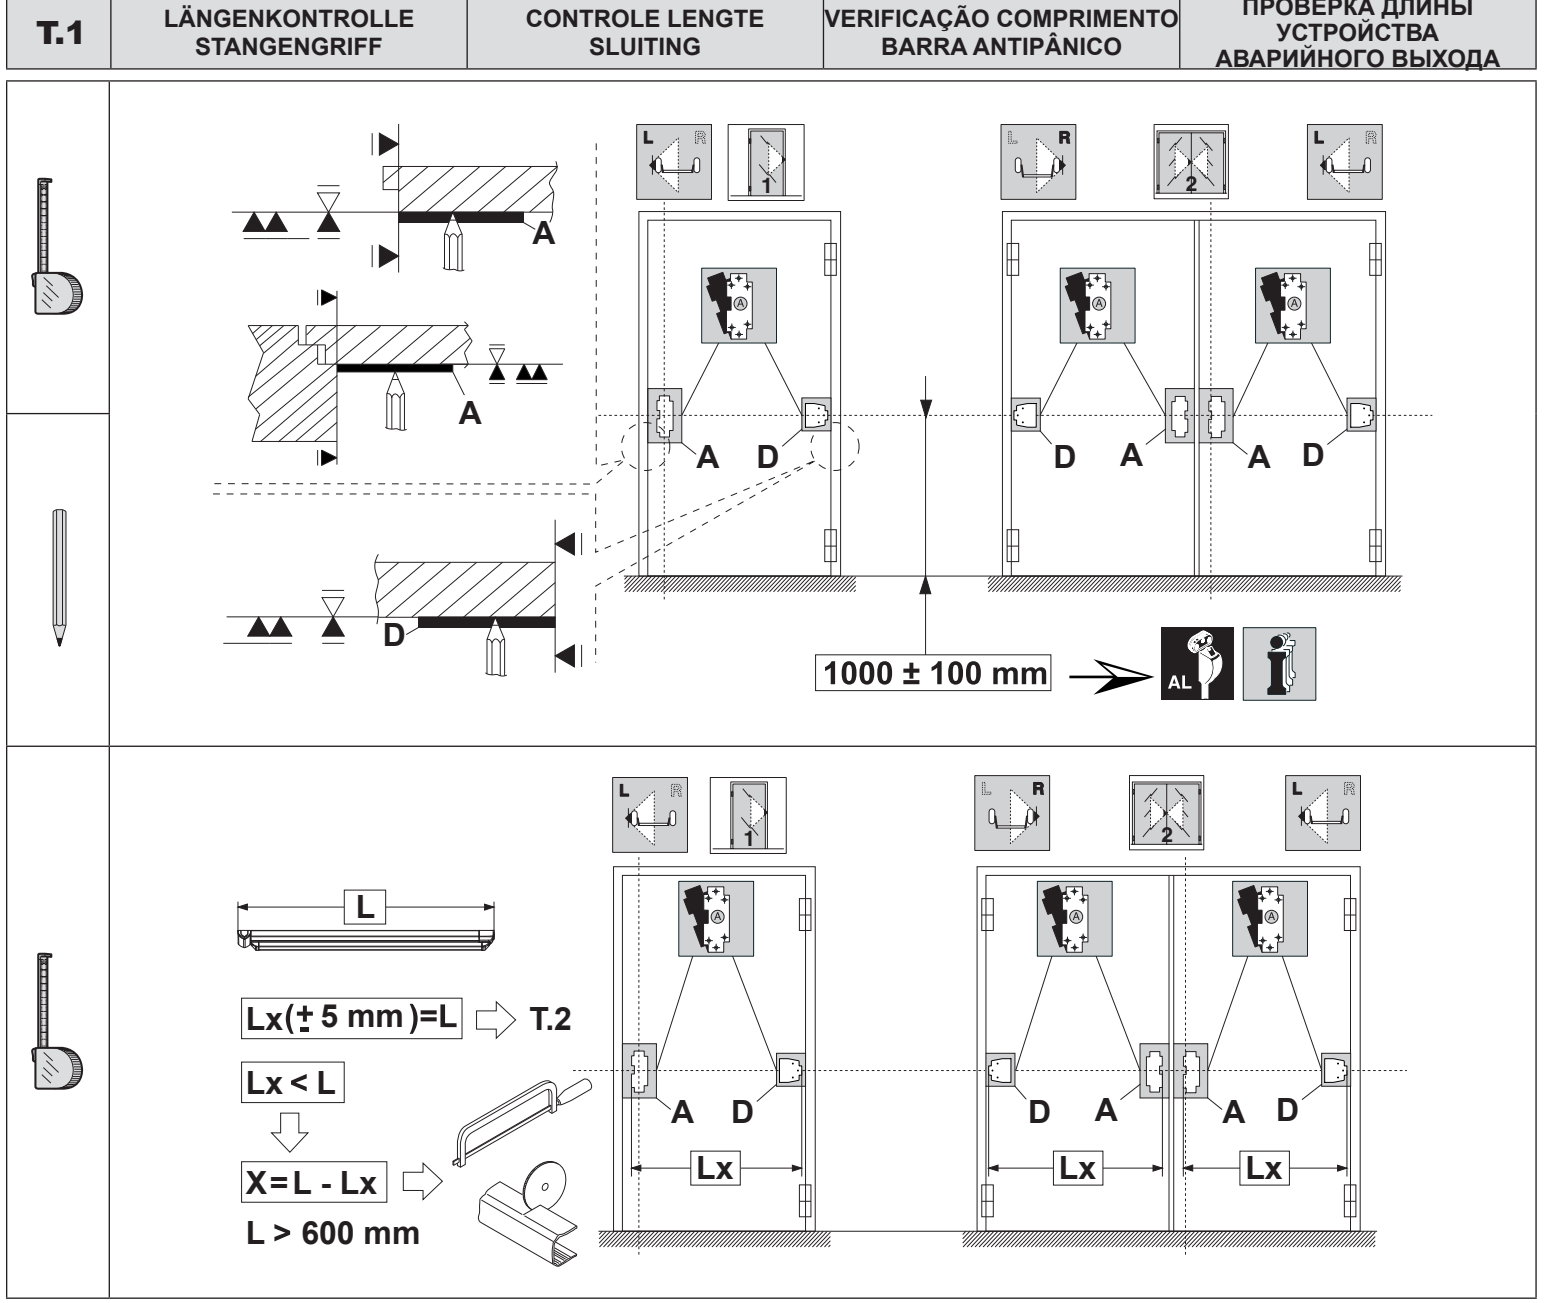 T.1
LÄNGENKONTROLLE
STANGENGRIFF
CONTROLE LENGTE
SLUITING
VERIFICAÇÃO COMPRIMENTO
BARRA ANTIPÂNICO
ПРОВЕРКА ДЛИНЫ
УСТРОЙСТВА
АВАРИЙНОГО ВЫХОДА
L R
1
L R
2
L R
A
A
A
A
A
A
D
D
A
A
D
D
1000 ± 100 mm
AL
i
L R
1
L R
2
L R
L
A
A
A
Lx(± 5 mm)=L
T.2
Lx < L
A
D
D
A
A
D
X=L - Lx
Lx
Lx
Lx
L > 600 mm